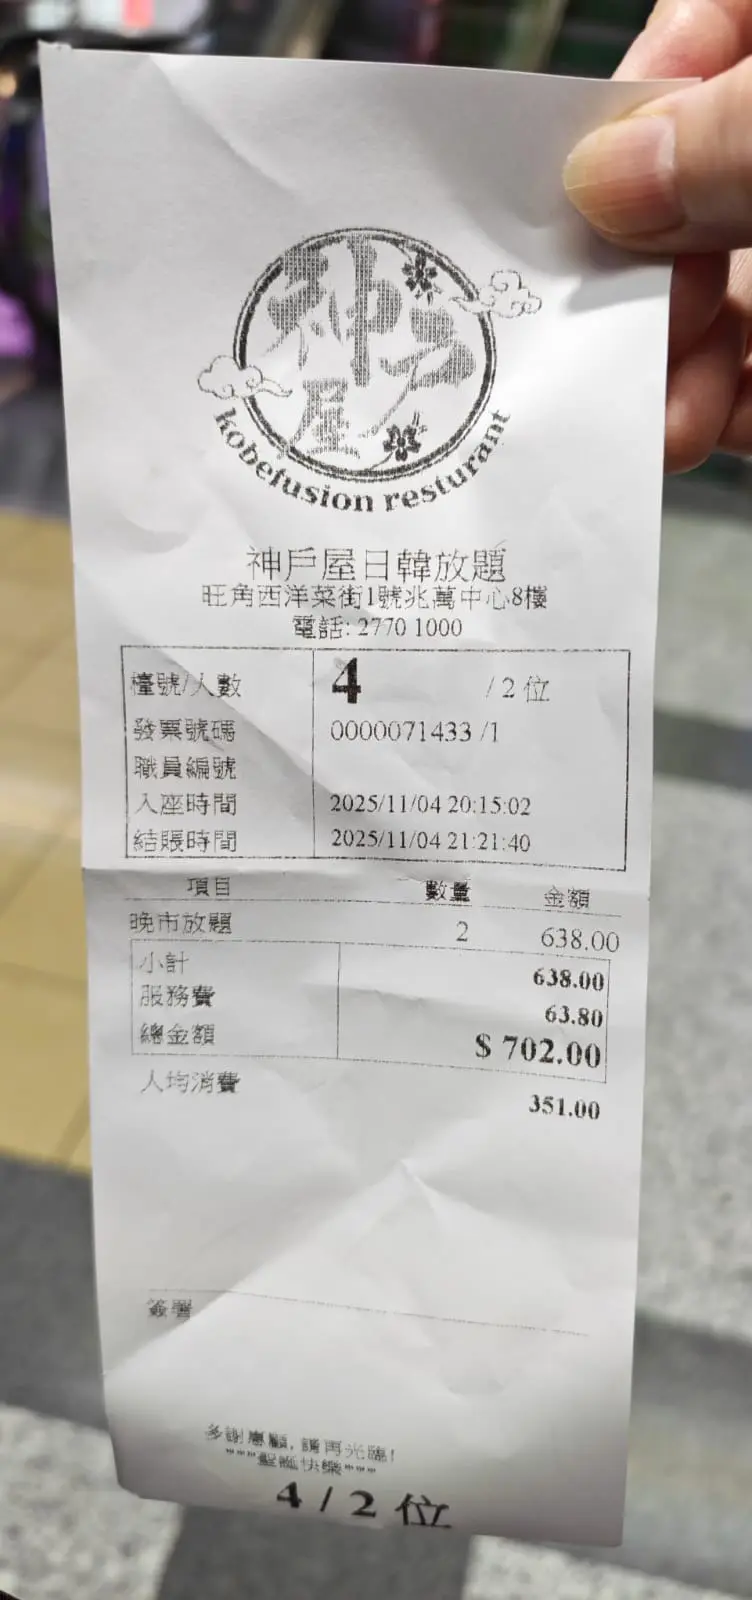 神戶屋
kobefusion resturant
神戶屋日韓放題
旺角西洋菜街1號兆萬中心8樓
電話: 2770 1000
檯號/人數 4 / 2 位
發票號碼 0000071433 /1
職員編號
入座時間 2025/11/04 20:15:02
結賬時間 2025/11/04 21:21:40
項目 數量 金額
晚市放題 2 638.00
小計 638.00
服務費 63.80
總金額 $ 702.00
人均消費 351.00
簽署
多謝惠顧, 請再光臨!
***聖誕快樂***
4 / 2 位